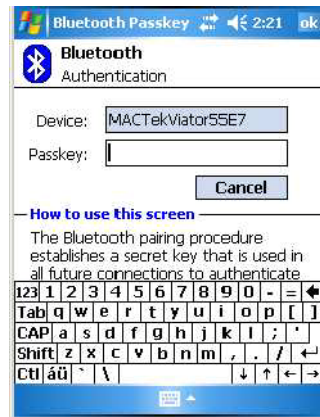 Bluetooth Passkey 2:21 ok
Bluetooth
Authentication
Device: MACTekViator55E7
Passkey:
Cancel
How to use this screen
The Bluetooth pairing procedure
establishes a secret key that is used in
all future connections to authenticate
123 1 2 3 4 5 6 7 8 9 0 - =
Tab q w e r t y u i o p [ ]
CAP a s d f g h j k l ; '
Shift z x c v b n m , . /
Ctl áü ` \